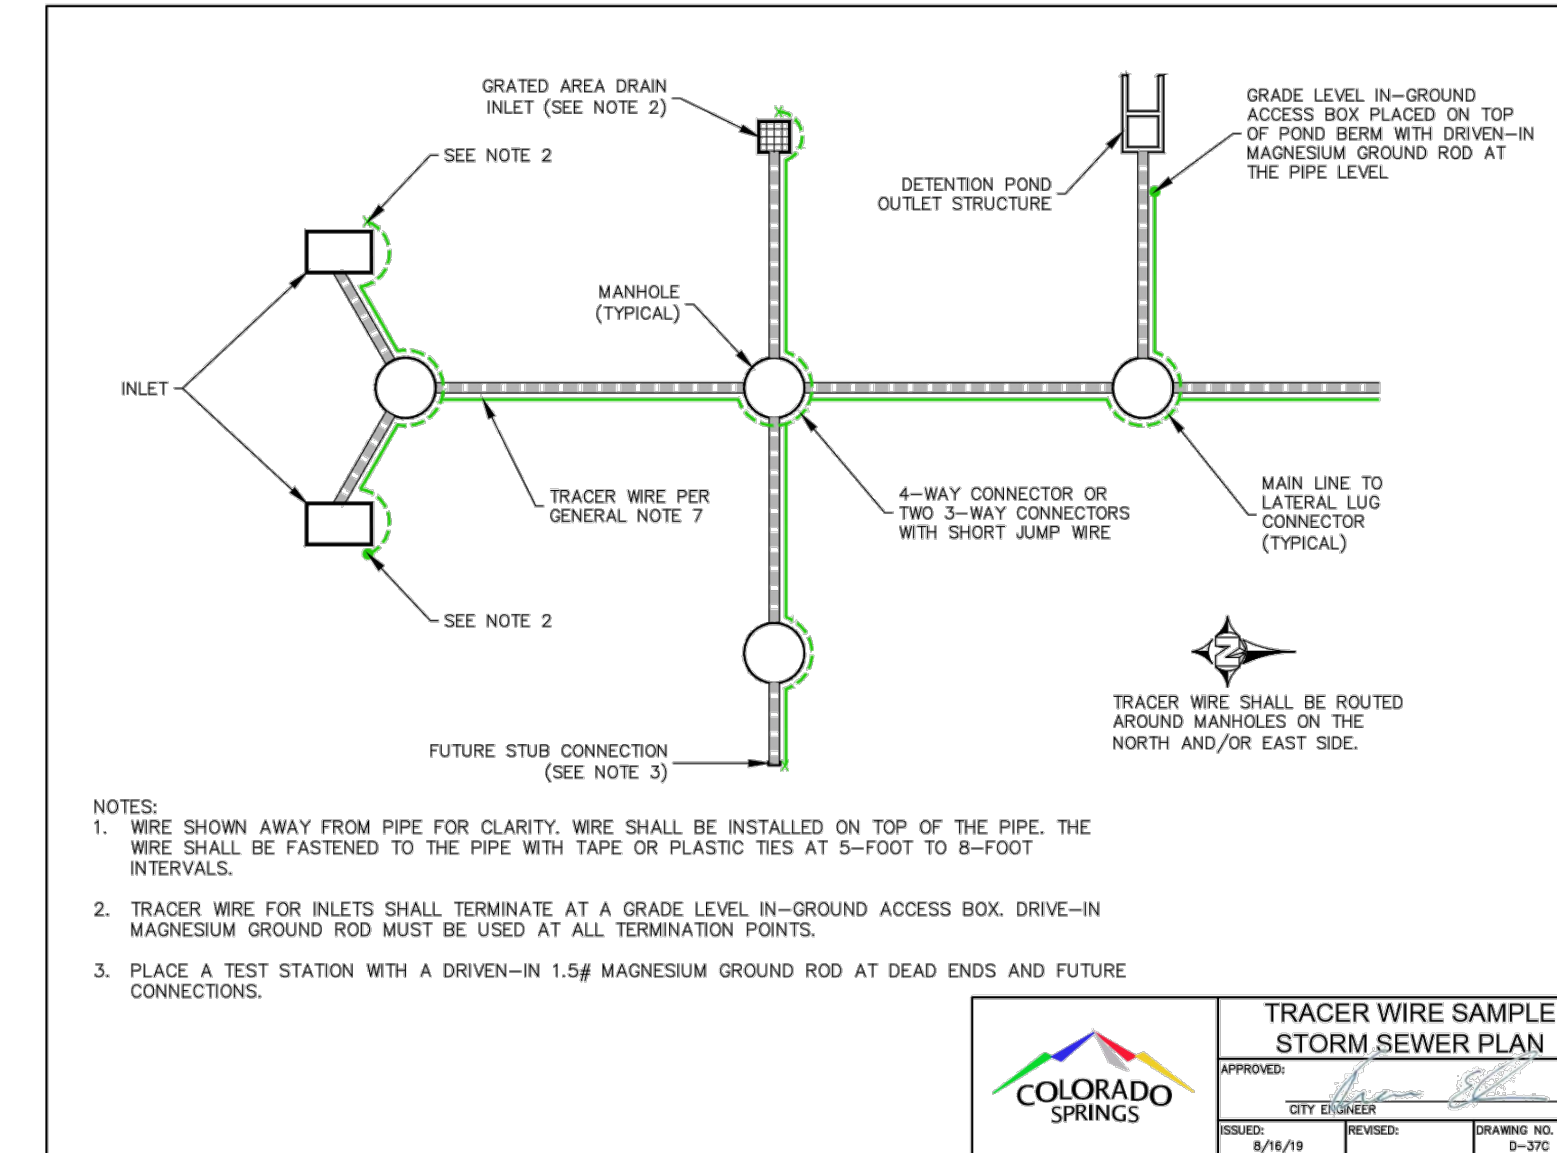 GRATED AREA DRAIN
INLET (SEE NOTE 2)
SEE NOTE 2
GRADE LEVEL IN-GROUND
ACCESS BOX PLACED ON TOP
OF POND BERM WITH DRIVEN-IN
MAGNESIUM GROUND ROD AT
THE PIPE LEVEL
DETENTION POND
OUTLET STRUCTURE
MANHOLE
(TYPICAL)
INLET
TRACER WIRE PER
GENERAL NOTE 7
4-WAY CONNECTOR OR
TWO 3-WAY CONNECTORS
WITH SHORT JUMP WIRE
MAIN LINE TO
LATERAL LUG
CONNECTOR
(TYPICAL)
SEE NOTE 2
N
TRACER WIRE SHALL BE ROUTED
AROUND MANHOLES ON THE
NORTH AND/OR EAST SIDE.
FUTURE STUB CONNECTION
(SEE NOTE 3)
NOTES:
1. WIRE SHOWN AWAY FROM PIPE FOR CLARITY. WIRE SHALL BE INSTALLED ON TOP OF THE PIPE. THE
WIRE SHALL BE FASTENED TO THE PIPE WITH TAPE OR PLASTIC TIES AT 5-FOOT TO 8-FOOT
INTERVALS.
2. TRACER WIRE FOR INLETS SHALL TERMINATE AT A GRADE LEVEL IN-GROUND ACCESS BOX. DRIVE-IN
MAGNESIUM GROUND ROD MUST BE USED AT ALL TERMINATION POINTS.
3. PLACE A TEST STATION WITH A DRIVEN-IN 1.5# MAGNESIUM GROUND ROD AT DEAD ENDS AND FUTURE
CONNECTIONS.
COLORADO
SPRINGS
TRACER WIRE SAMPLE
STORM SEWER PLAN
APPROVED:
CITY ENGINEER
ISSUED:
8/16/19
REVISED:
DRAWING NO.
D-37C